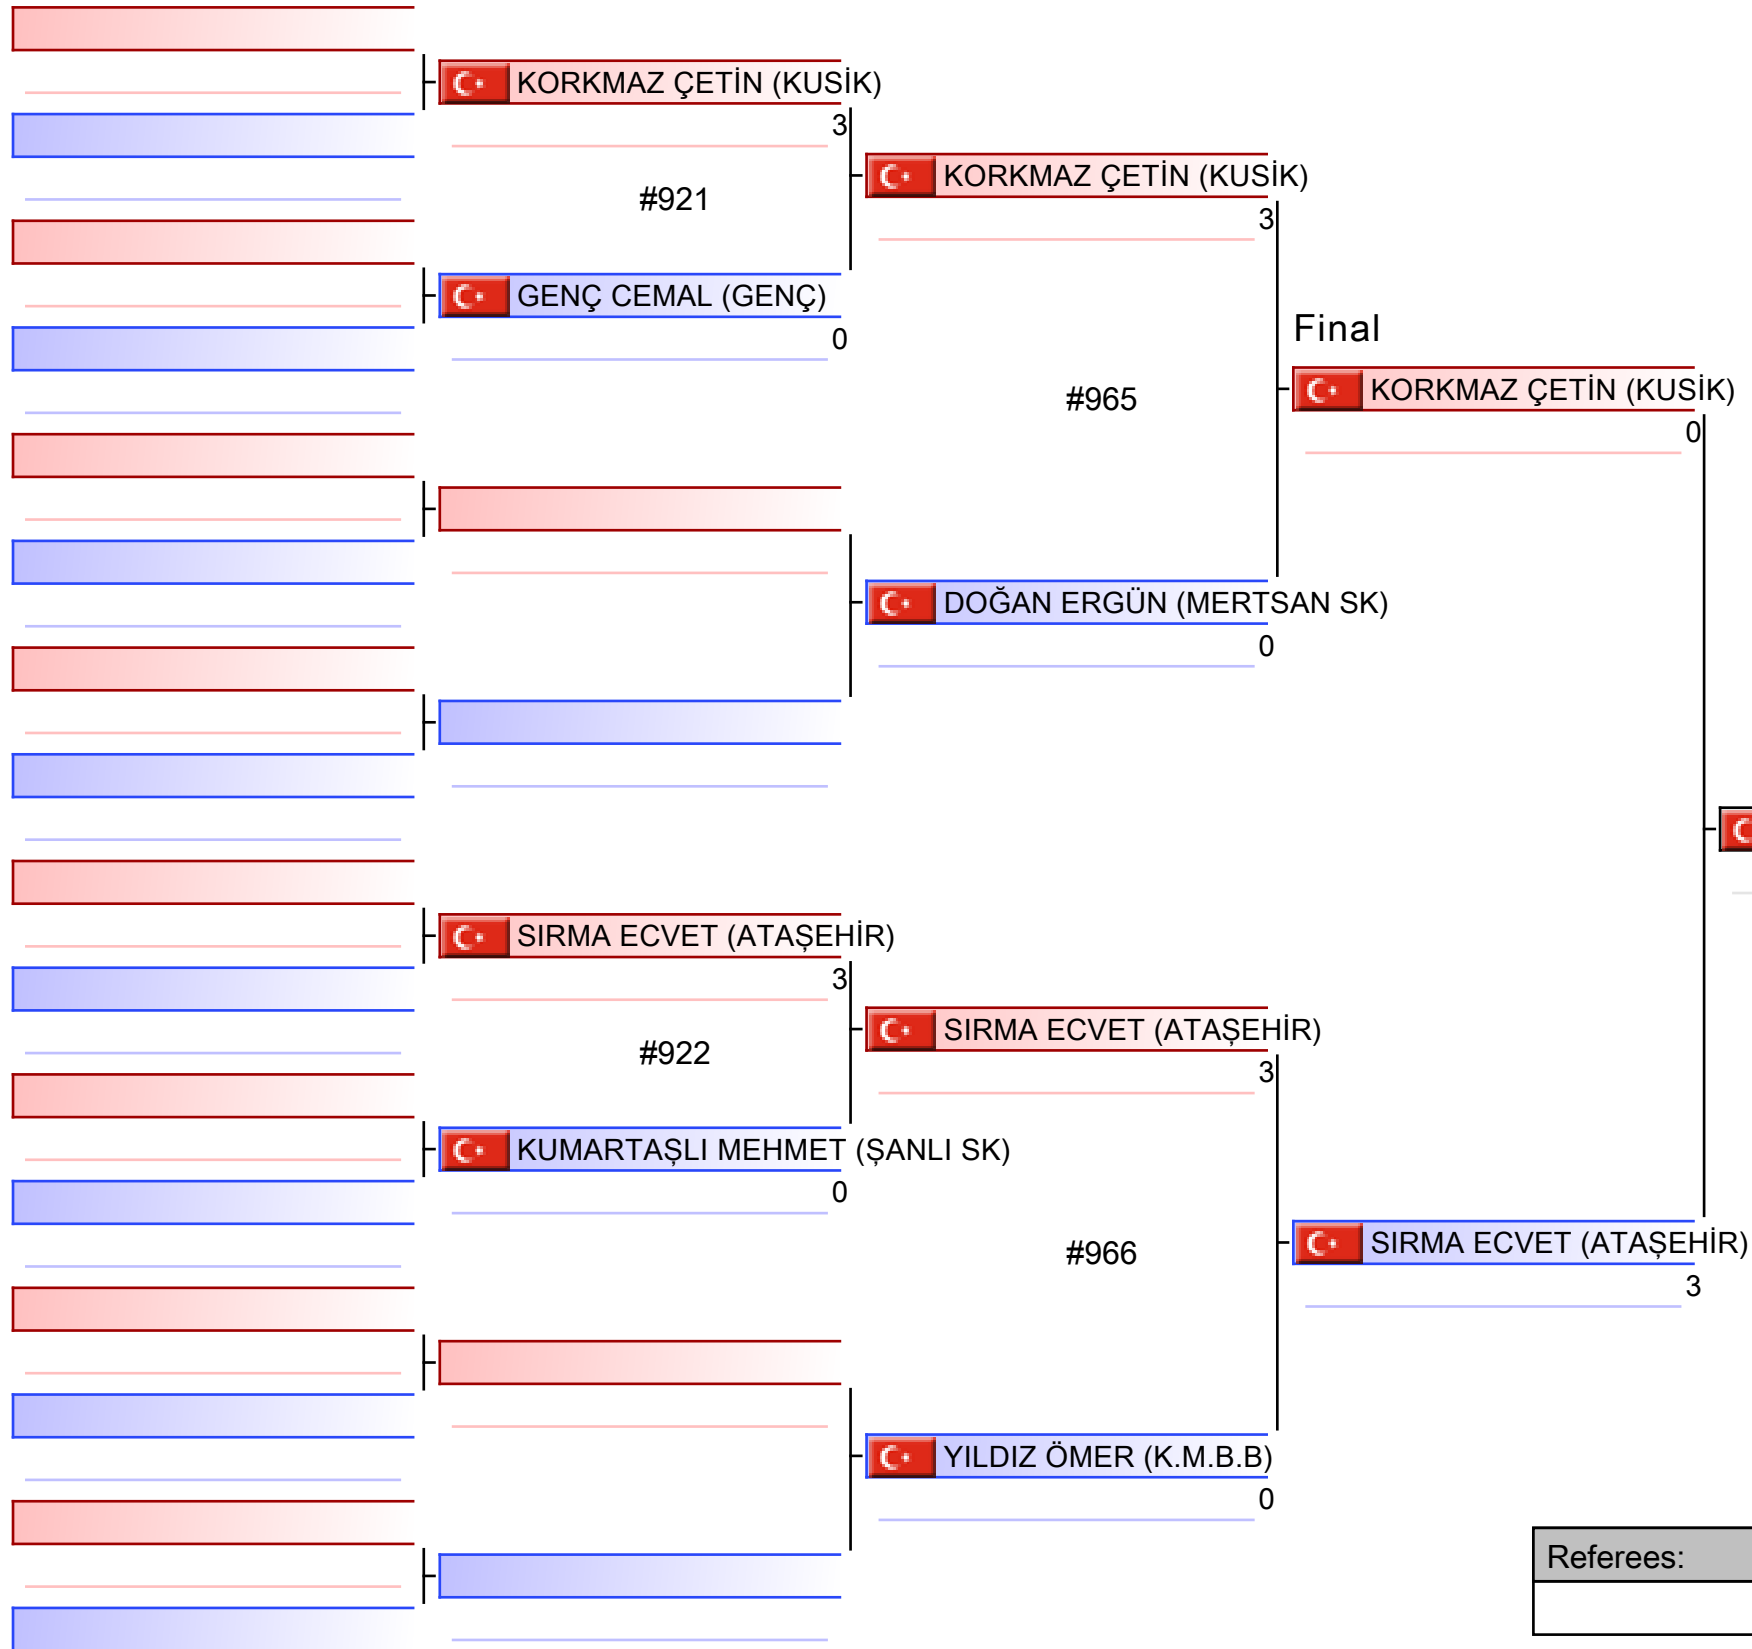 KORKMAZ ÇETİN (KUSİK)
3
#921
GENÇ CEMAL (GENÇ)
0
KORKMAZ ÇETİN (KUSİK)
3
#965
DOĞAN ERGÜN (MERTSAN SK)
0
Final
KORKMAZ ÇETİN (KUSİK)
0
SIRMA ECVET (ATAŞEHİR)
3
#922
KUMARTAŞLI MEHMET (ŞANLI SK)
0
SIRMA ECVET (ATAŞEHİR)
3
#966
YILDIZ ÖMER (K.M.B.B)
0
SIRMA ECVET (ATAŞEHİR)
3
Referees: